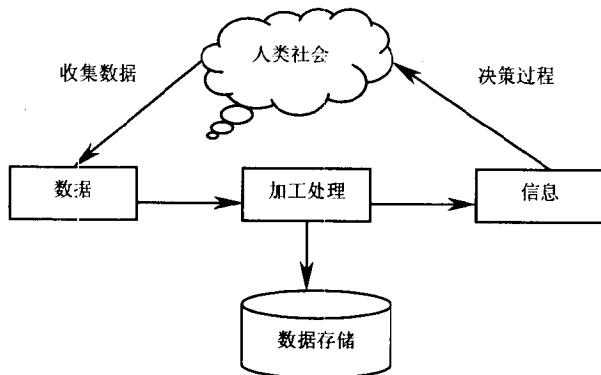 人类社会
收集数据
决策过程
数据
加工处理
信息
数据存储